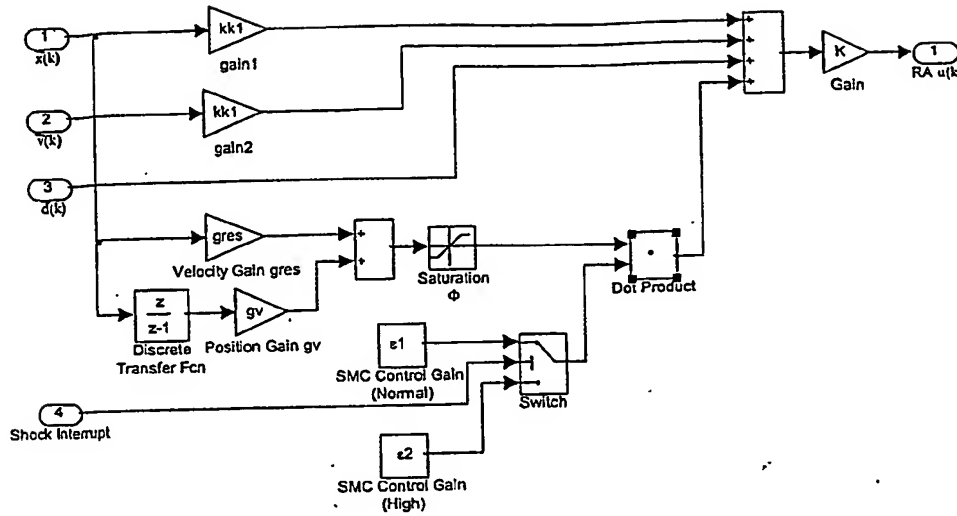 1
x(k)
kk1
gain1
K
Gain
1
RA u(k
2
v(k)
kk1
gain2
3
d(k)
gres
Velocity Gain gres
Saturation
Φ
Dot Product
z
z-1
Discrete
Transfer Fcn
gv
Position Gain gv
ε1
SMC Control Gain
(Normal)
Switch
4
Shock Interrupt
ε2
SMC Control Gain
(High)